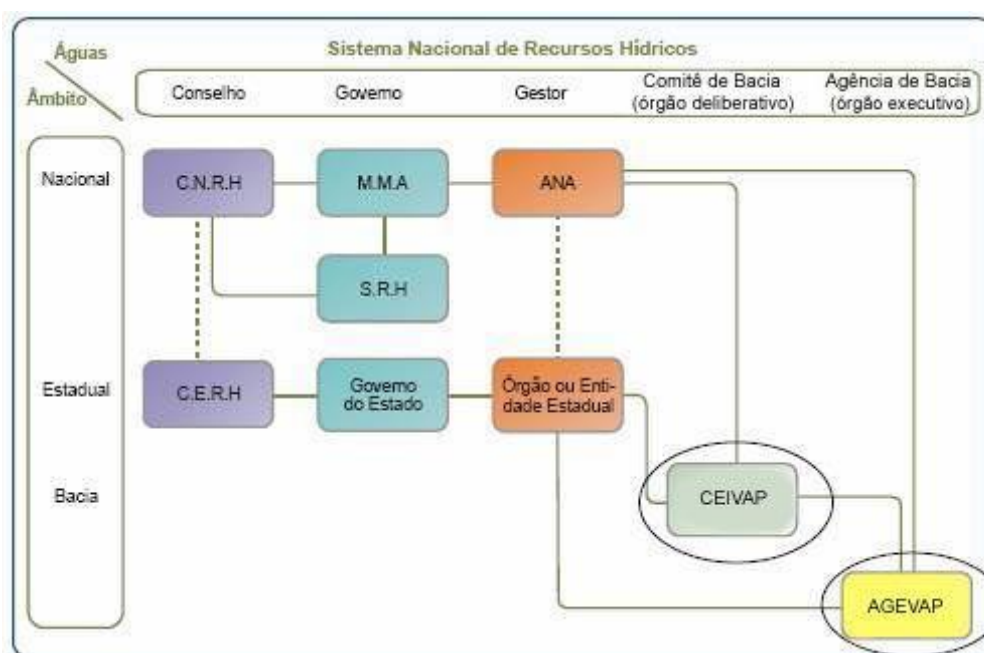 Águas
Sistema Nacional de Recursos Hídricos
Âmbito
Conselho
Governo
Gestor
Comitê de Bacia
(órgão deliberativo)
Agência de Bacia
(órgão executivo)
Nacional
C.N.R.H
M.M.A
ANA
S.R.H
Estadual
C.E.R.H
Governo
do Estado
Órgão ou Enti-
dade Estadual
Bacia
CEIVAP
AGEVAP